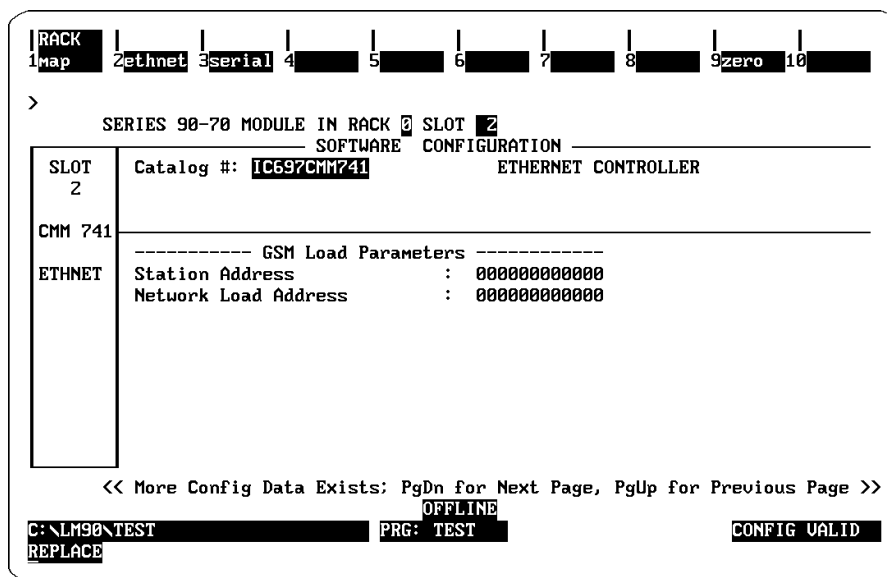 RACK
1map 2ethnet 3serial 4 5 6 7 8 9zero 10
>
SERIES 90-70 MODULE IN RACK 0 SLOT 2
SOFTWARE CONFIGURATION
SLOT Catalog #: IC697CMM741 ETHERNET CONTROLLER
2
CMM 741
---------- GSM Load Parameters ------------
ETHNET Station Address : 000000000000
Network Load Address : 000000000000
<< More Config Data Exists; PgDn for Next Page, PgUp for Previous Page >>
OFFLINE
C:\LM90\TEST PRG: TEST CONFIG VALID
REPLACE